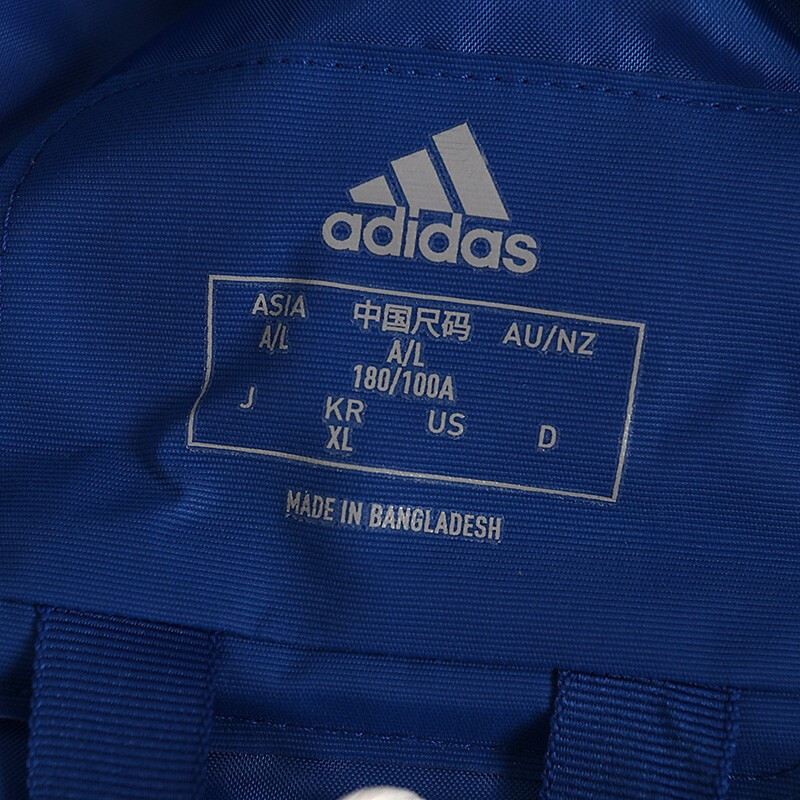 adidas
ASIA 中国尺码 AU/NZ
A/L A/L
180/100A
J KR US D
XL
MADE IN BANGLADESH